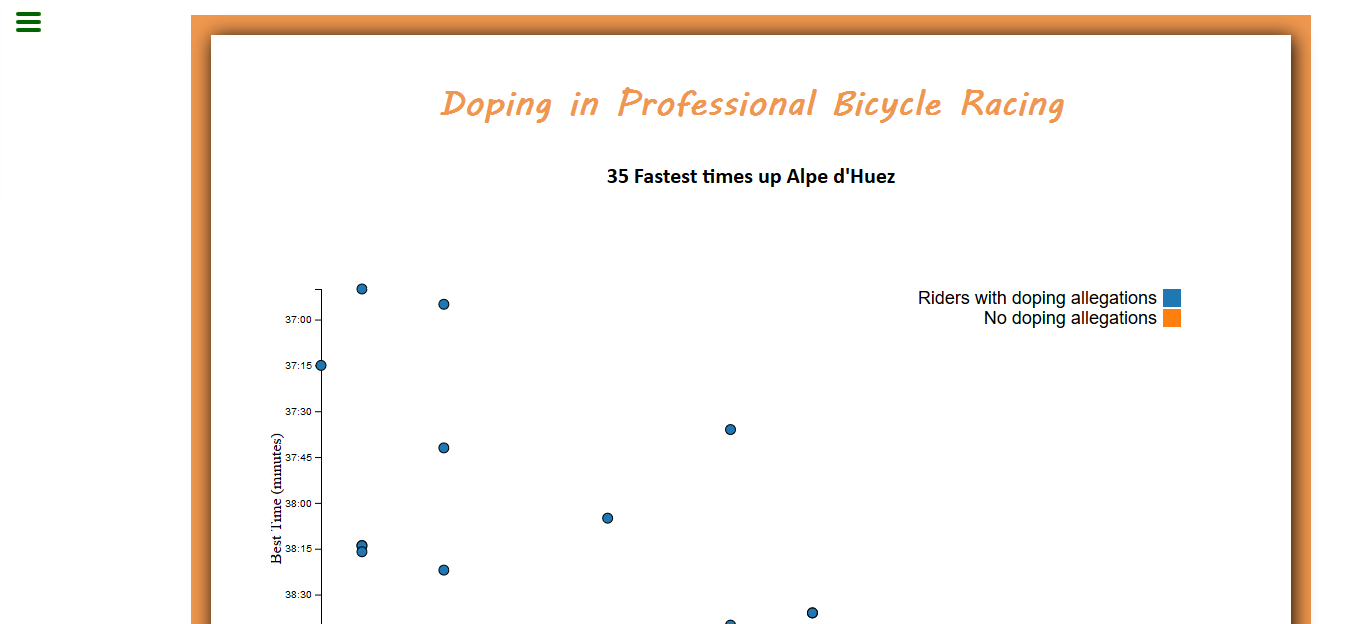 Doping in Professional Bicycle Racing
35 Fastest times up Alpe d'Huez
Riders with doping allegations
No doping allegations
37:00
37:15
37:30
37:45
38:00
38:15
38:30
Best Time (minutes)